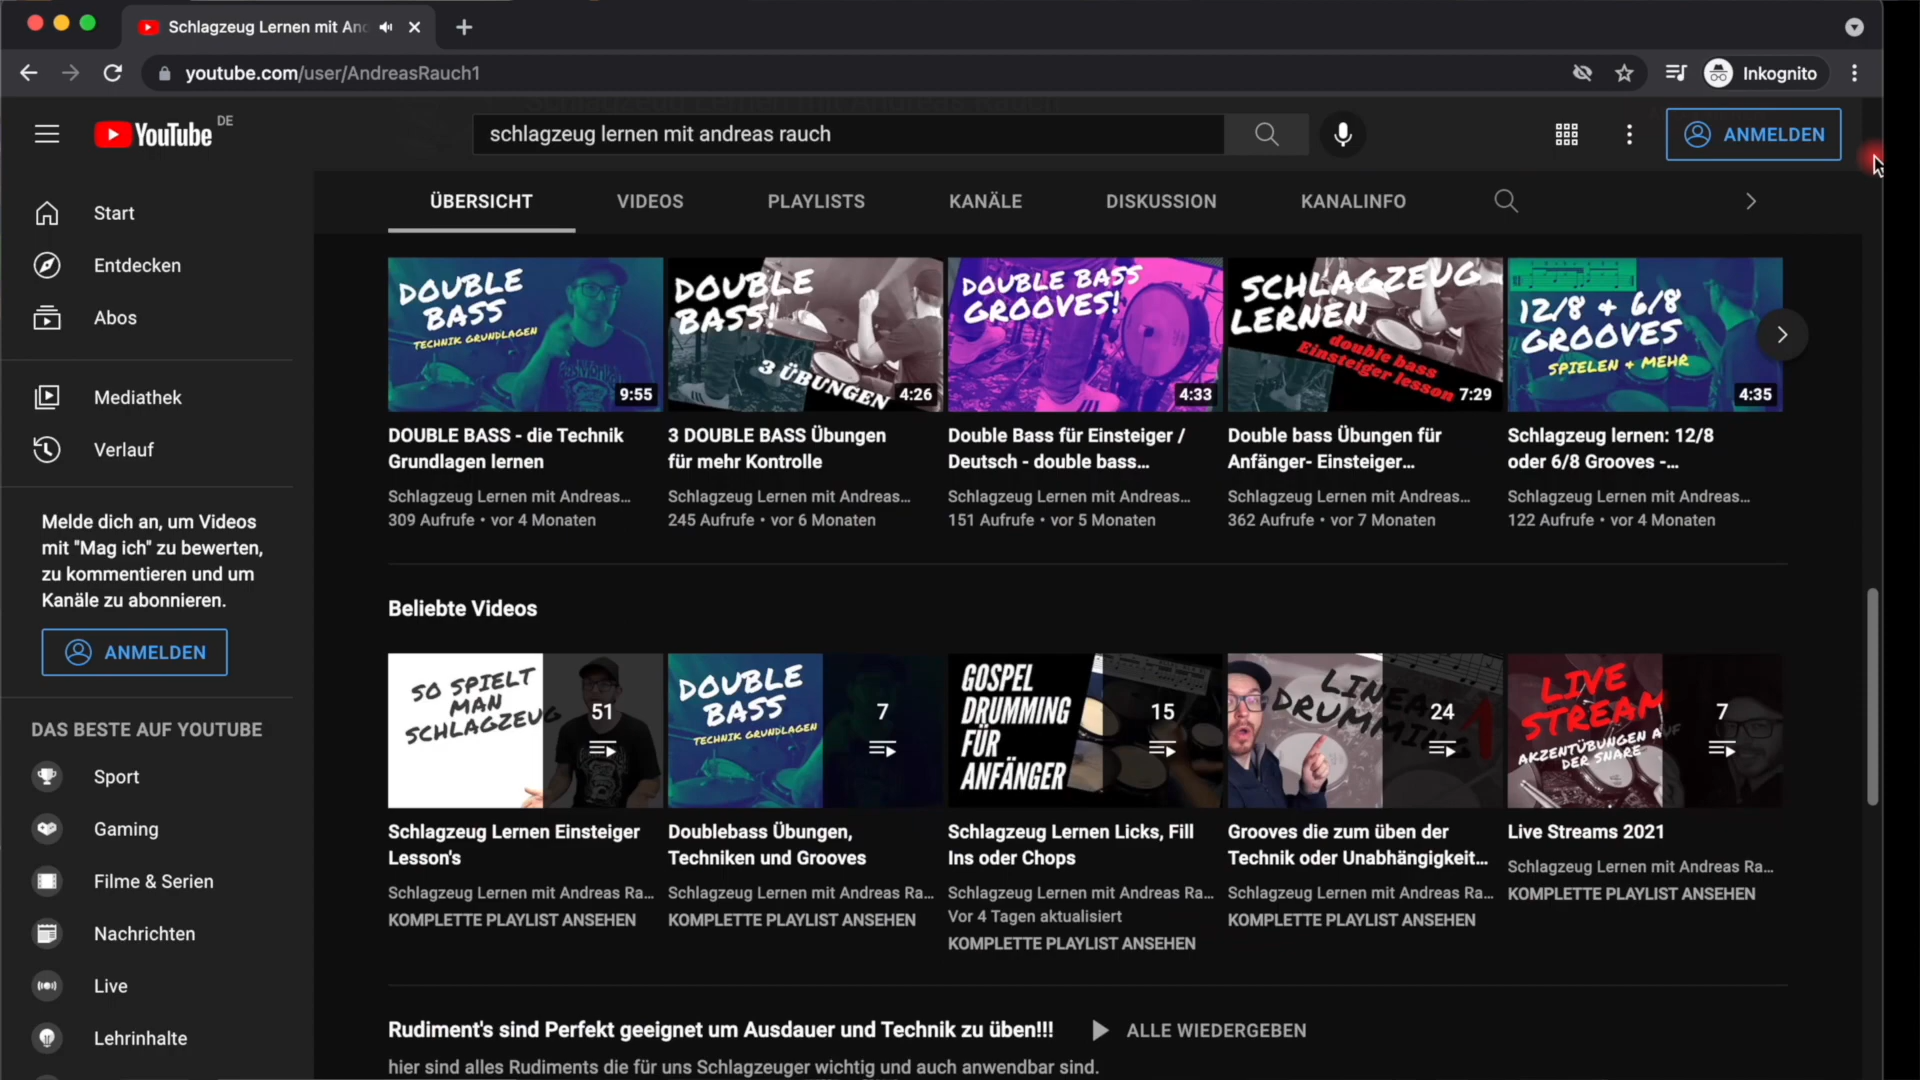 Schlagzeug Lernen mit And
youtube.com/user/AndreasRauch1
Inkognito
YouTube DE
schlagzeug lernen mit andreas rauch
ANMELDEN
ÜBERSICHT
VIDEOS
PLAYLISTS
KANÄLE
DISKUSSION
KANALINFO
Start
Entdecken
Abos
Mediathek
Verlauf
Melde dich an, um Videos
mit "Mag ich" zu bewerten,
zu kommentieren und um
Kanäle zu abonnieren.
ANMELDEN
DAS BESTE AUF YOUTUBE
Sport
Gaming
Filme & Serien
Nachrichten
Live
Lehrinhalte
DOUBLE
BASS
TECHNIK GRUNDLAGEN
9:55
DOUBLE BASS - die Technik
Grundlagen lernen
Schlagzeug Lernen mit Andreas...
309 Aufrufe • vor 4 Monaten
DOUBLE
BASS!
3 ÜBUNGEN
4:26
3 DOUBLE BASS Übungen
für mehr Kontrolle
Schlagzeug Lernen mit Andreas...
245 Aufrufe • vor 6 Monaten
DOUBLE BASS
GROOVES!
4:33
Double Bass für Einsteiger /
Deutsch - double bass...
Schlagzeug Lernen mit Andreas...
151 Aufrufe • vor 5 Monaten
SCHLAGZEUG
LERNEN
double bass
Einsteiger lesson
7:29
Double bass Übungen für
Anfänger- Einsteiger...
Schlagzeug Lernen mit Andreas...
362 Aufrufe • vor 7 Monaten
12/8 + 6/8
GROOVES
SPIELEN + MEHR
4:35
Schlagzeug lernen: 12/8
oder 6/8 Grooves -...
Schlagzeug Lernen mit Andreas...
122 Aufrufe • vor 4 Monaten
Beliebte Videos
SO SPIELT
MAN
SCHLAGZEUG
51
Schlagzeug Lernen Einsteiger
Lesson's
Schlagzeug Lernen mit Andreas Ra...
KOMPLETTE PLAYLIST ANSEHEN
DOUBLE
BASS
TECHNIK GRUNDLAGEN
7
Doublebass Übungen,
Techniken und Grooves
Schlagzeug Lernen mit Andreas Ra...
KOMPLETTE PLAYLIST ANSEHEN
GOSPEL
DRUMMING
FÜR
ANFÄNGER
15
Schlagzeug Lernen Licks, Fill
Ins oder Chops
Schlagzeug Lernen mit Andreas Ra...
Vor 4 Tagen aktualisiert
KOMPLETTE PLAYLIST ANSEHEN
LINEAR
DRUMMING
24
Grooves die zum üben der
Technik oder Unabhängigkeit...
Schlagzeug Lernen mit Andreas Ra...
KOMPLETTE PLAYLIST ANSEHEN
LIVE
STREAM
AKZENTÜBUNGEN AUF
DER SNARE
7
Live Streams 2021
Schlagzeug Lernen mit Andreas Ra...
KOMPLETTE PLAYLIST ANSEHEN
Rudiment's sind Perfekt geeignet um Ausdauer und Technik zu üben!!!
ALLE WIEDERGEBEN
hier sind alles Rudiments die für uns Schlagzeuger wichtig und auch anwendbar sind.